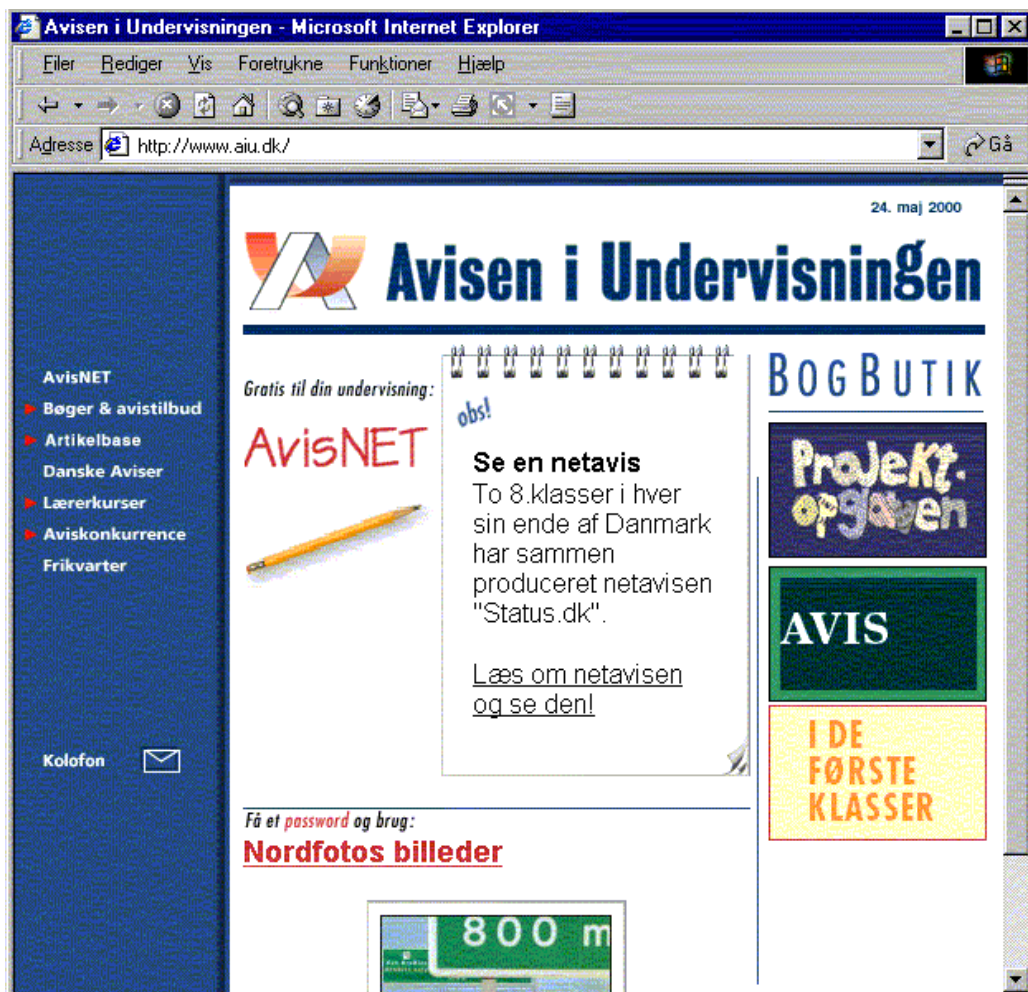 Avisen i Undervisningen - Microsoft Internet Explorer
Filer Rediger Vis Foretrukne Funktioner Hjælp
Adresse http://www.aiu.dk/ Gå
24. maj 2000
Avisen i Undervisningen
AvisNET
Bøger & avistilbud
Artikelbase
Danske Aviser
Lærerkurser
Aviskonkurrence
Frikvarter
Kolofon
Gratis til din undervisning:
AvisNET
obs!
Se en netavis
To 8.klasser i hver
sin ende af Danmark
har sammen
produceret netavisen
"Status.dk".
Læs om netavisen
og se den!
BOGBUTIK
Projekt-
opgaven
AVIS
I DE
FØRSTE
KLASSER
Få et password og brug:
Nordfotos billeder
800 m